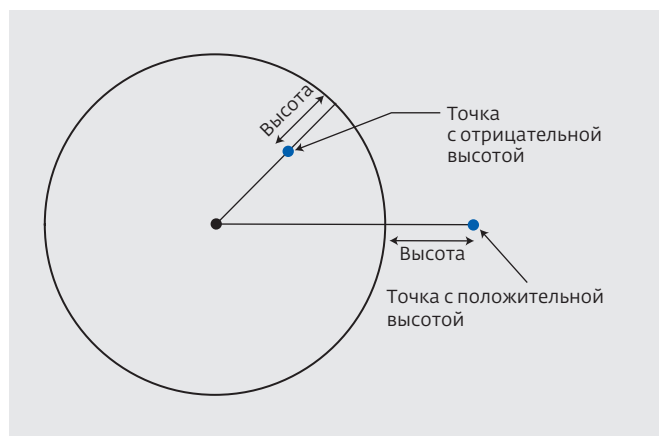 Высота
Точка
с отрицательной
высотой
Высота
Точка с положительной
высотой